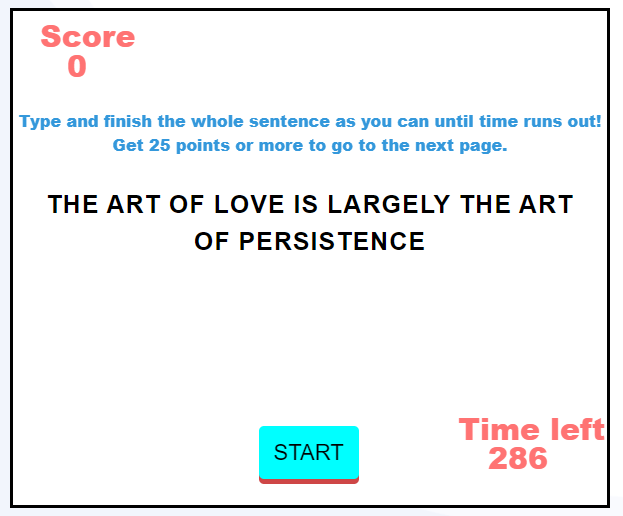 Score
0
Type and finish the whole sentence as you can until time runs out!
Get 25 points or more to go to the next page.
THE ART OF LOVE IS LARGELY THE ART
OF PERSISTENCE
START
Time left
286